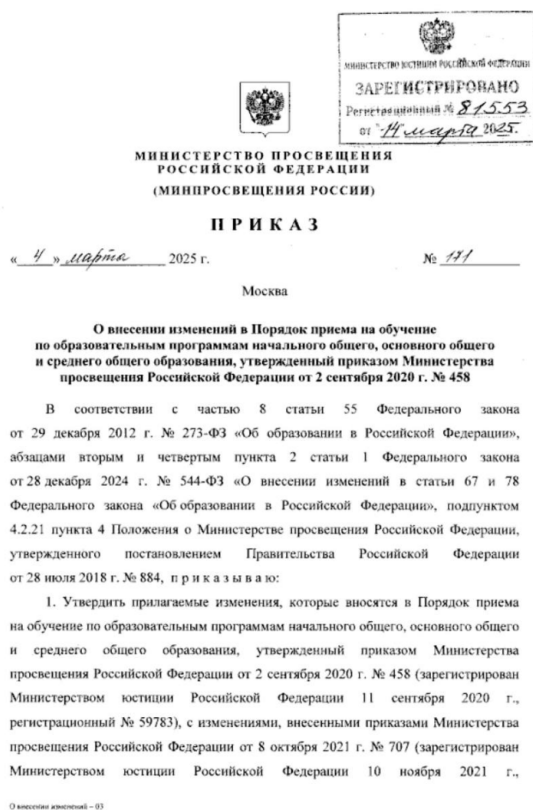 МИНИСТЕРСТВО ЮСТИЦИИ РОССИЙСКОЙ ФЕДЕРАЦИИ
ЗАРЕГИСТРИРОВАНО
Регистрационный № 81553
от "14" марта 2025.
МИНИСТЕРСТВО ПРОСВЕЩЕНИЯ
РОССИЙСКОЙ ФЕДЕРАЦИИ
(МИНПРОСВЕЩЕНИЯ РОССИИ)
ПРИКАЗ
« 4 » марта 2025 г.
№ 171
Москва
О внесении изменений в Порядок приема на обучение
по образовательным программам начального общего, основного общего
и среднего общего образования, утвержденный приказом Министерства
просвещения Российской Федерации от 2 сентября 2020 г. № 458
В соответствии с частью 8 статьи 55 Федерального закона
от 29 декабря 2012 г. № 273-ФЗ «Об образовании в Российской Федерации»,
абзацами вторым и четвертым пункта 2 статьи 1 Федерального закона
от 28 декабря 2024 г. № 544-ФЗ «О внесении изменений в статьи 67 и 78
Федерального закона «Об образовании в Российской Федерации», подпунктом
4.2.21 пункта 4 Положения о Министерстве просвещения Российской Федерации,
утвержденного постановлением Правительства Российской Федерации
от 28 июля 2018 г. № 884, п р и к а з ы в а ю:
1. Утвердить прилагаемые изменения, которые вносятся в Порядок приема
на обучение по образовательным программам начального общего, основного общего
и среднего общего образования, утвержденный приказом Министерства
просвещения Российской Федерации от 2 сентября 2020 г. № 458 (зарегистрирован
Министерством юстиции Российской Федерации 11 сентября 2020 г.,
регистрационный № 59783), с изменениями, внесенными приказами Министерства
просвещения Российской Федерации от 8 октября 2021 г. № 707 (зарегистрирован
Министерством юстиции Российской Федерации 10 ноября 2021 г.,
О внесении изменений – 03